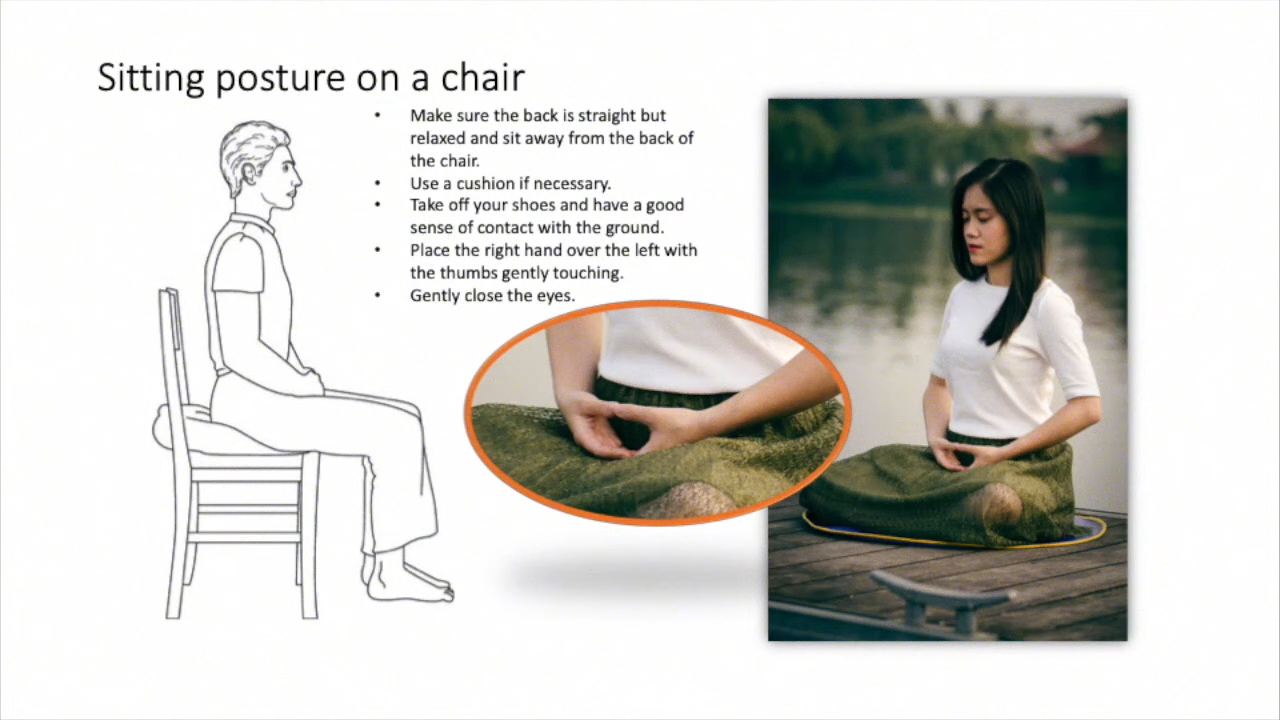 Sitting posture on a chair
• Make sure the back is straight but
relaxed and sit away from the back of
the chair.
• Use a cushion if necessary.
• Take off your shoes and have a good
sense of contact with the ground.
• Place the right hand over the left with
the thumbs gently touching.
• Gently close the eyes.